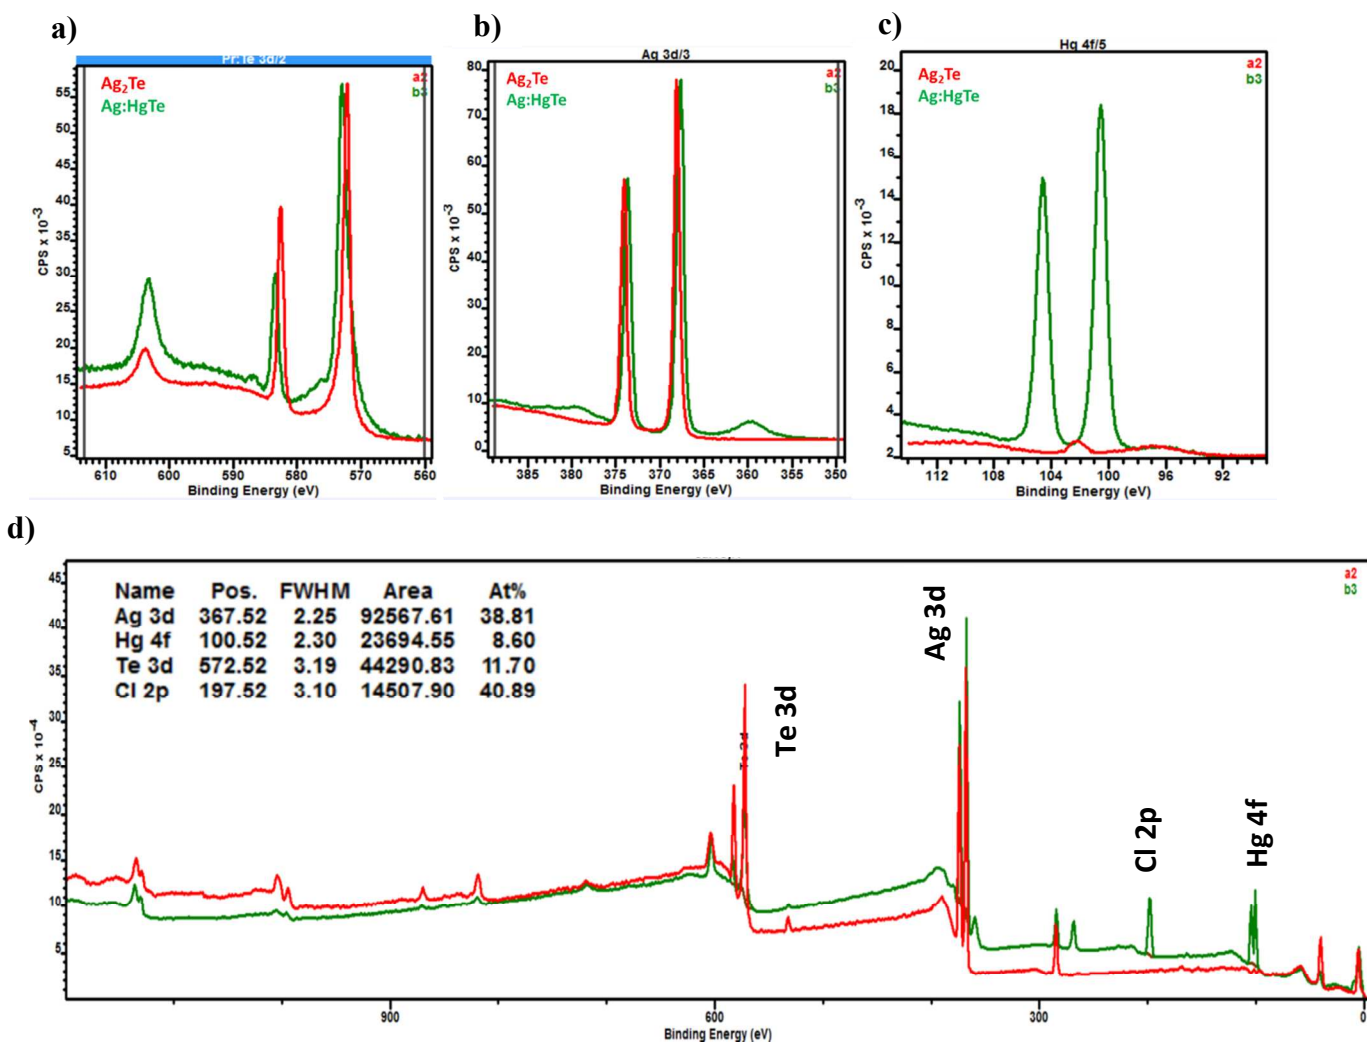 a)
Pr:Te 3d/2
Ag₂Te
Ag:HgTe
a2
b3
CPS x 10⁻³
55
50
45
40
35
30
25
20
15
10
5
610 600 590 580 570 560
Binding Energy (eV)
b)
Ag 3d/3
Ag₂Te
Ag:HgTe
a2
b3
CPS x 10⁻³
80
70
60
50
40
30
20
10
0
385 380 375 370 365 360 355 350
Binding Energy (eV)
c)
Hg 4f/5
Ag₂Te
Ag:HgTe
a2
b3
CPS x 10⁻³
20
18
16
14
12
10
8
6
4
2
112 108 104 100 96 92
Binding Energy (eV)
d)
a2
b3
Name Pos. FWHM Area At%
Ag 3d 367.52 2.25 92567.61 38.81
Hg 4f 100.52 2.30 23694.55 8.60
Te 3d 572.52 3.19 44290.83 11.70
Cl 2p 197.52 3.10 14507.90 40.89
CPS x 10⁻⁴
45
40
35
30
25
20
15
10
5
Te 3d
Te 3d
Ag 3d
Cl 2p
Hg 4f
900 600 300 0
Binding Energy (eV)